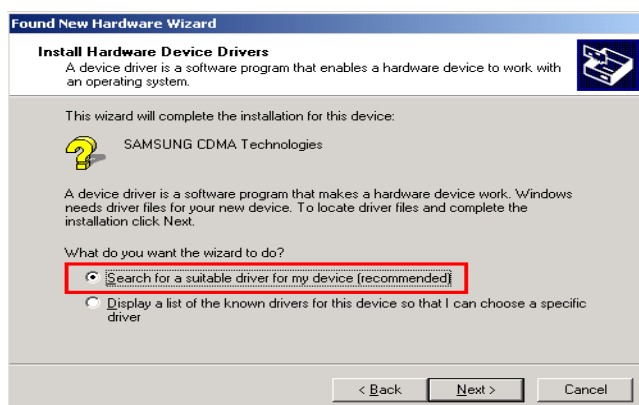 Found New Hardware Wizard
Install Hardware Device Drivers
A device driver is a software program that enables a hardware device to work with
an operating system.
This wizard will complete the installation for this device:
SAMSUNG CDMA Technologies
A device driver is a software program that makes a hardware device work. Windows
needs driver files for your new device. To locate driver files and complete the
installation click Next.
What do you want the wizard to do?
Search for a suitable driver for my device (recommended)
Display a list of the known drivers for this device so that I can choose a specific
driver
< Back Next > Cancel